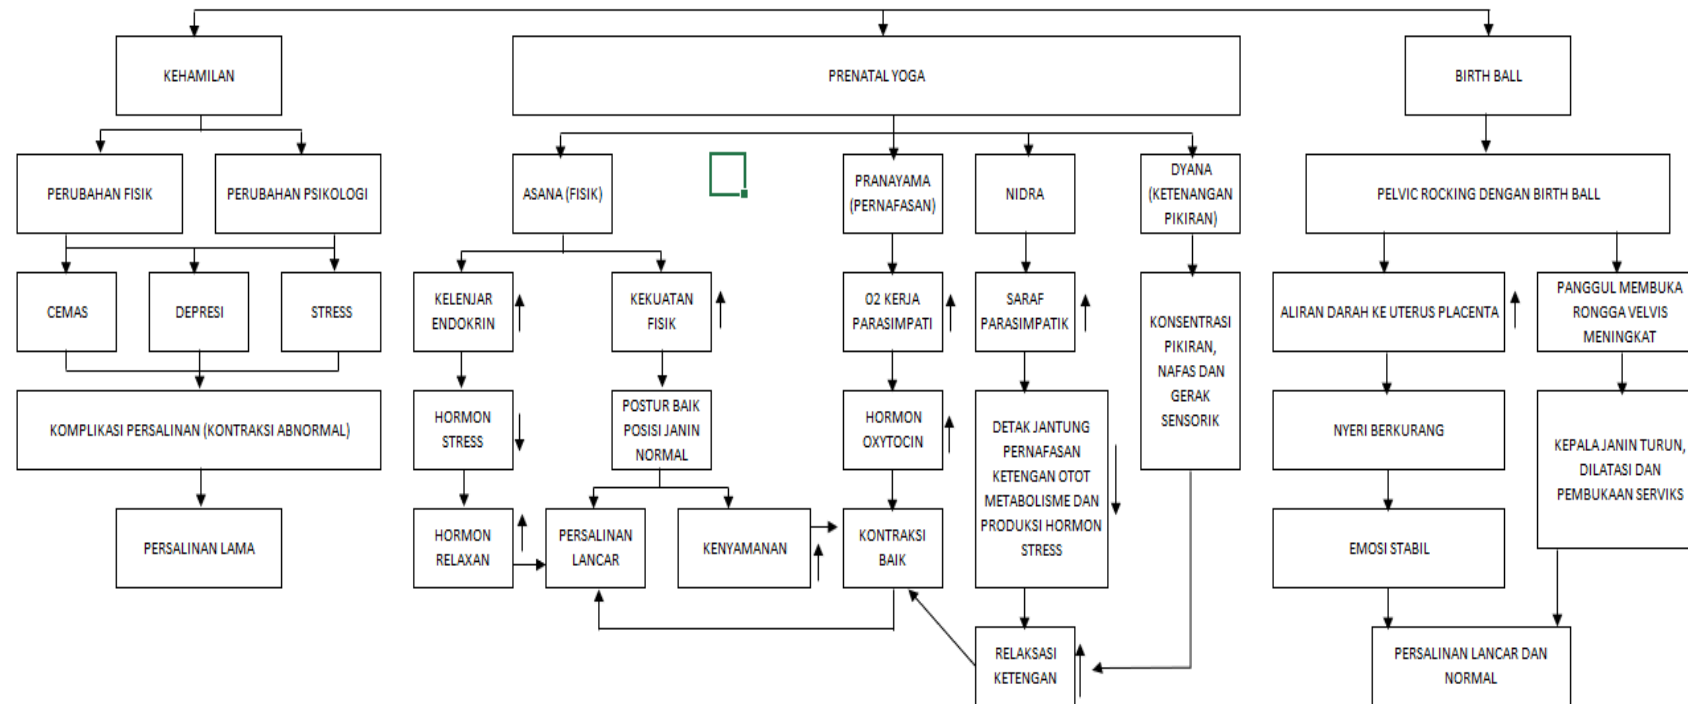 KEHAMILAN
PRENATAL YOGA
BIRTH BALL
PERUBAHAN FISIK
PERUBAHAN PSIKOLOGI
ASANA (FISIK)
PRANAYAMA
(PERNAFASAN)
NIDRA
DYANA
(KETENANGAN
PIKIRAN)
PELVIC ROCKING DENGAN BIRTH BALL
CEMAS
DEPRESI
STRESS
KELENJAR
ENDOKRIN
KEKUATAN
FISIK
O2 KERJA
PARASIMPATI
SARAF
PARASIMPATIK
KONSENTRASI
PIKIRAN,
NAFAS DAN
GERAK
SENSORIK
ALIRAN DARAH KE UTERUS PLACENTA
PANGGUL MEMBUKA
RONGGA VELVIS
MENINGKAT
KOMPLIKASI PERSALINAN (KONTRAKSI ABNORMAL)
HORMON
STRESS
POSTUR BAIK
POSISI JANIN
NORMAL
HORMON
OXYTOCIN
DETAK JANTUNG
PERNAFASAN
KETENGAN OTOT
METABOLISME DAN
PRODUKSI HORMON
STRESS
NYERI BERKURANG
KEPALA JANIN TURUN,
DILATASI DAN
PEMBUKAAN SERVIKS
PERSALINAN LAMA
HORMON
RELAXAN
PERSALINAN
LANCAR
KENYAMANAN
KONTRAKSI
BAIK
EMOSI STABIL
RELAKSASI
KETENGAN
PERSALINAN LANCAR DAN
NORMAL